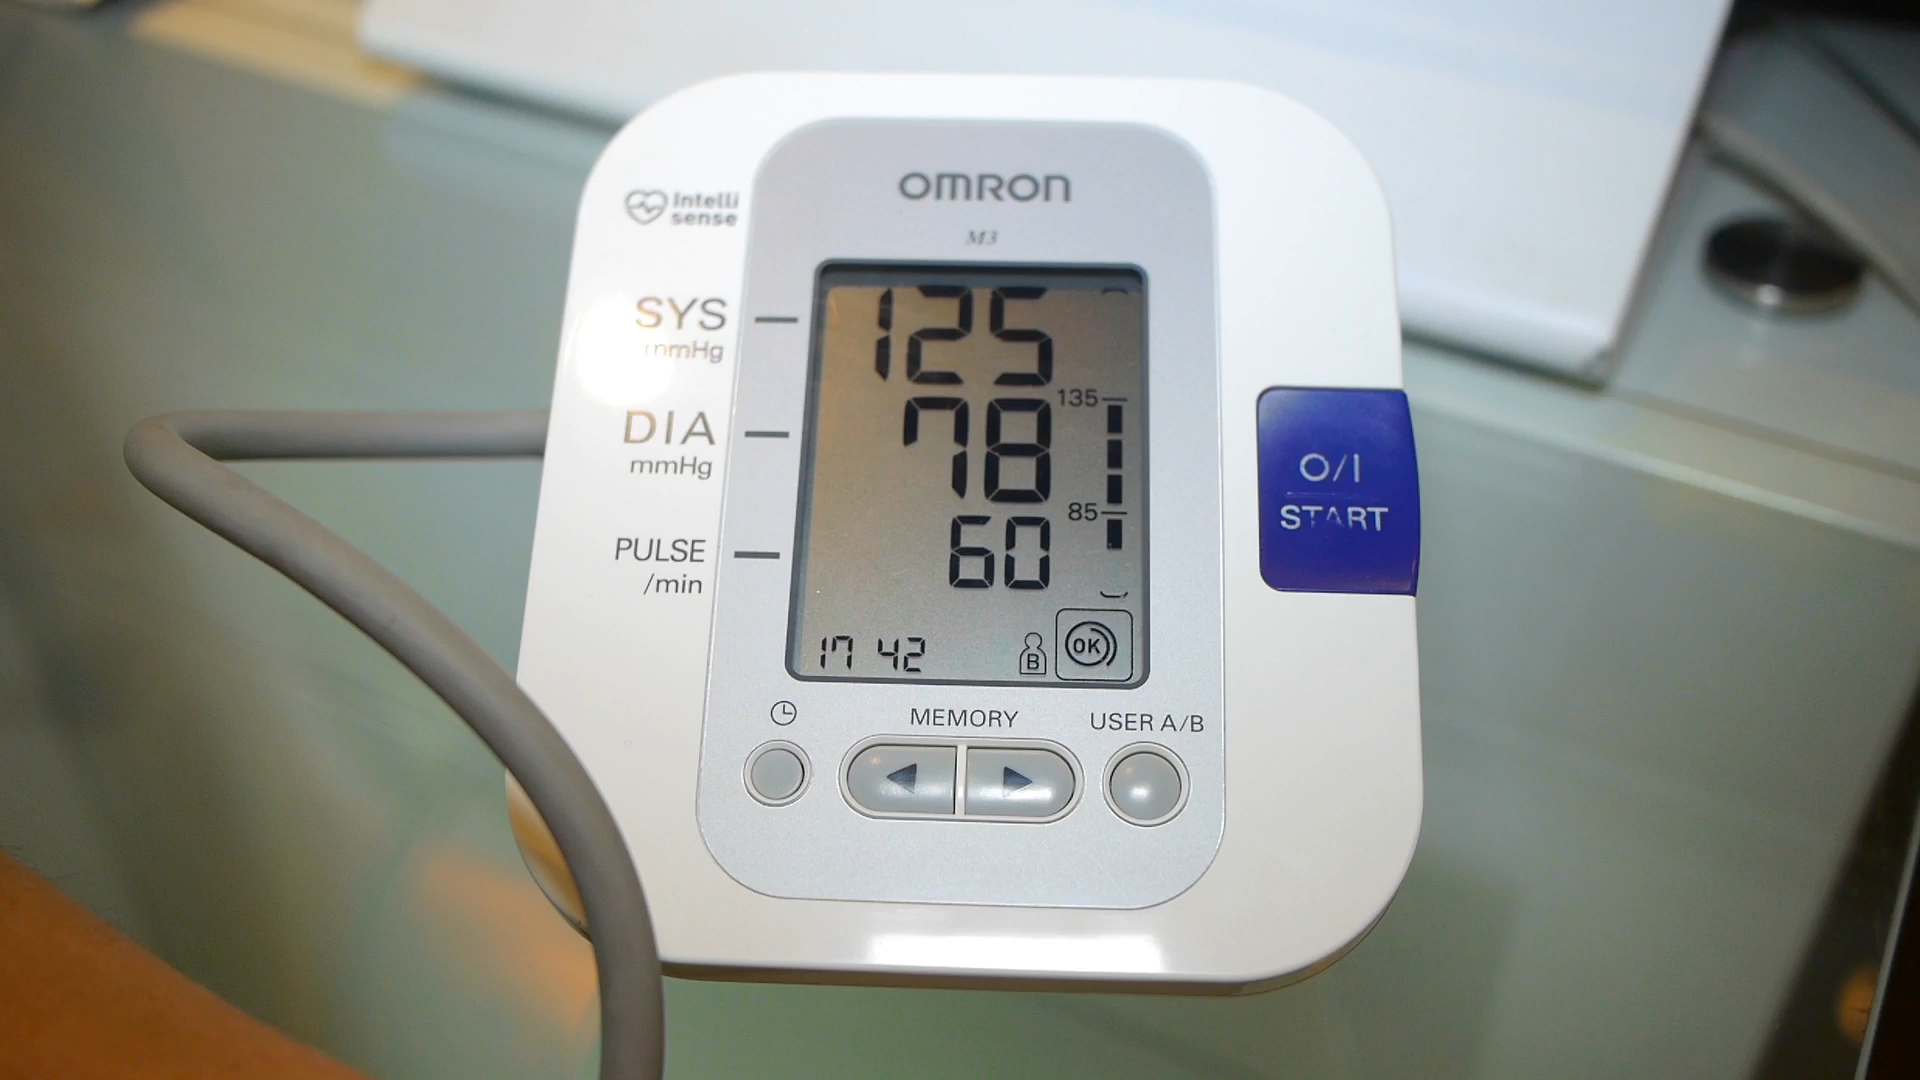 OMRON
Intelli
sense
M3
SYS
mmHg
125
135
DIA
mmHg
78
85
PULSE
/min
60
O/I
START
17 42
B
OK
MEMORY
USER A/B